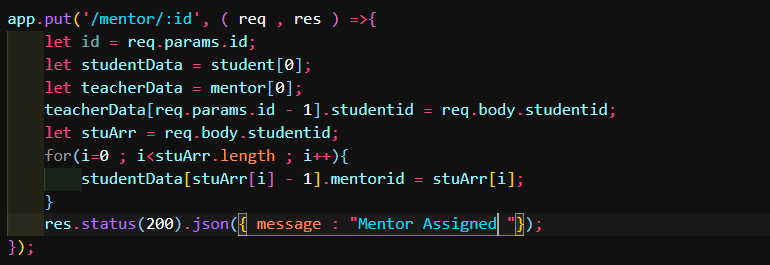 app.put('/mentor/:id', ( req , res ) =>{
    let id = req.params.id;
    let studentData = student[0];
    let teacherData = mentor[0];
    teacherData[req.params.id - 1].studentid = req.body.studentid;
    let stuArr = req.body.studentid;
    for(i=0 ; i<stuArr.length ; i++){
        studentData[stuArr[i] - 1].mentorid = stuArr[i];
    }
    res.status(200).json({ message : "Mentor Assigned "});
});